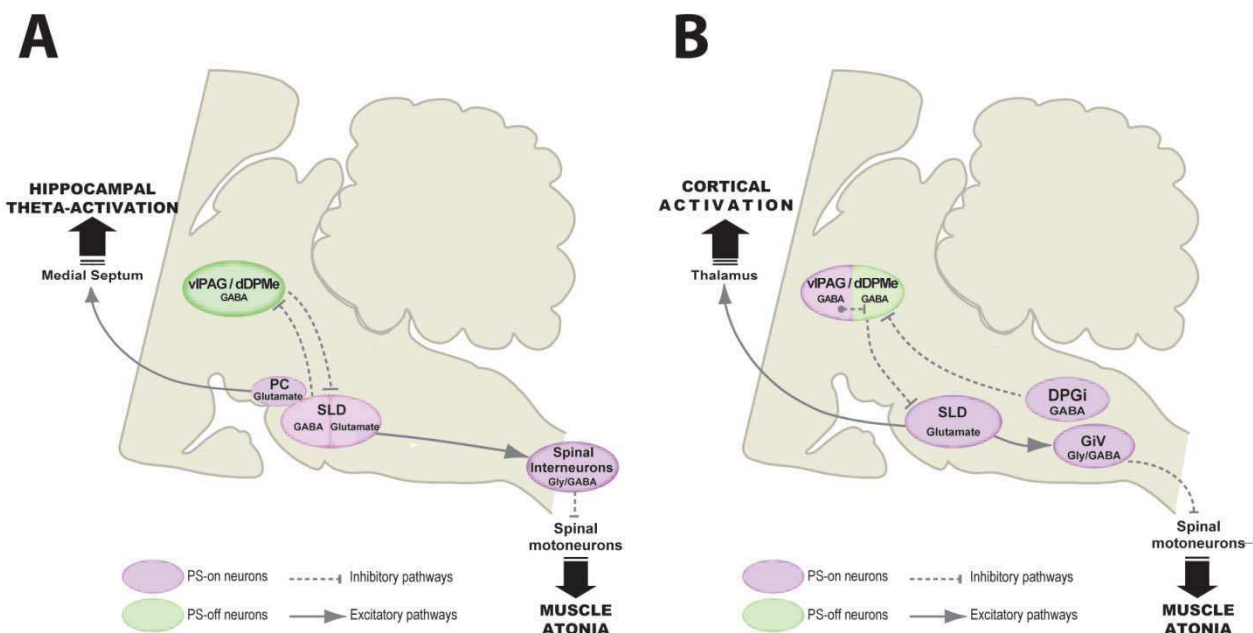 A
HIPPOCAMPAL
THETA-ACTIVATION
Medial Septum
vlPAG / dDPMe
GABA
PC
Glutamate
SLD
GABA Glutamate
Spinal
Interneurons
Gly/GABA
Spinal
motoneurons
MUSCLE
ATONIA
PS-on neurons
Inhibitory pathways
PS-off neurons
Excitatory pathways
B
CORTICAL
ACTIVATION
Thalamus
vlPAG / dDPMe
GABA GABA
SLD
Glutamate
DPGi
GABA
GiV
Gly/GABA
Spinal
motoneurons
MUSCLE
ATONIA
PS-on neurons
Inhibitory pathways
PS-off neurons
Excitatory pathways